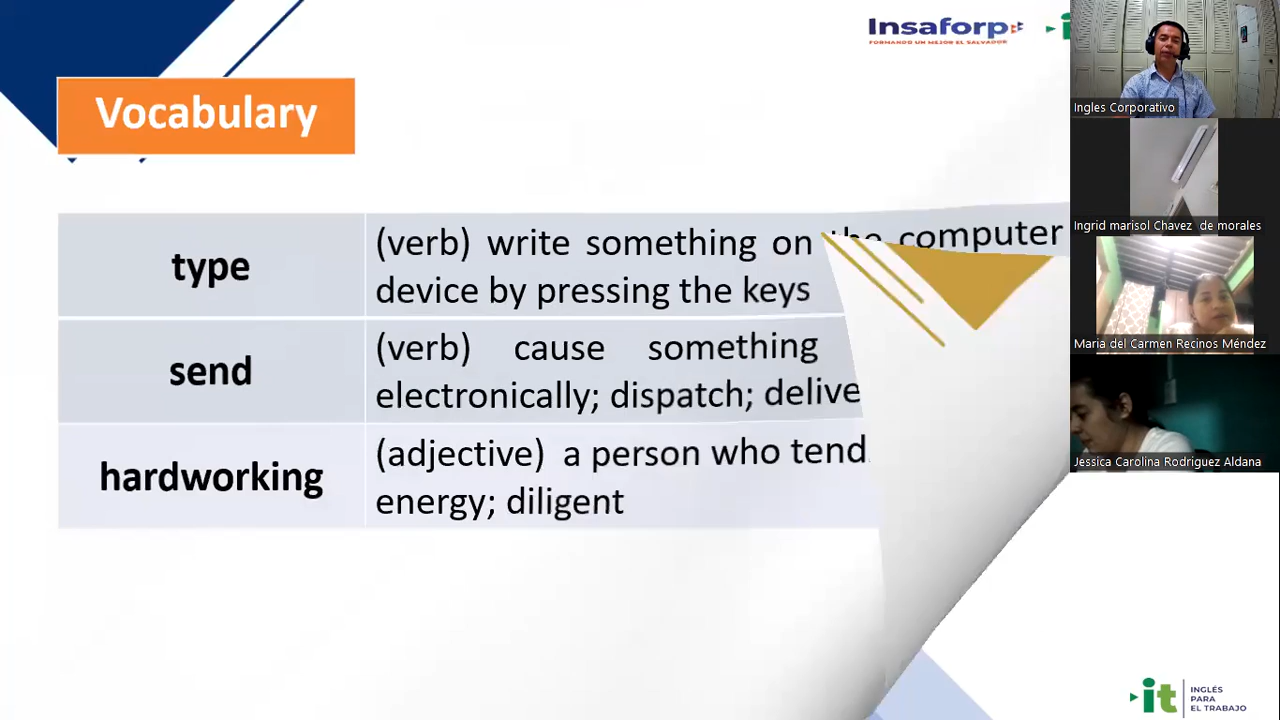 Insaforp
FORMANDO UN MEJOR EL SALVADOR
Vocabulary
type
(verb) write something on the computer
device by pressing the keys
send
(verb) cause something
electronically; dispatch;
hardworking
(adjective) a person who
energy; diligent
Ingles Corporativo
Ingrid marisol Chavez de morales
Maria del Carmen Recinos Méndez
Jessica Carolina Rodriguez Aldana
it
INGLÉS
PARA
EL TRABAJO